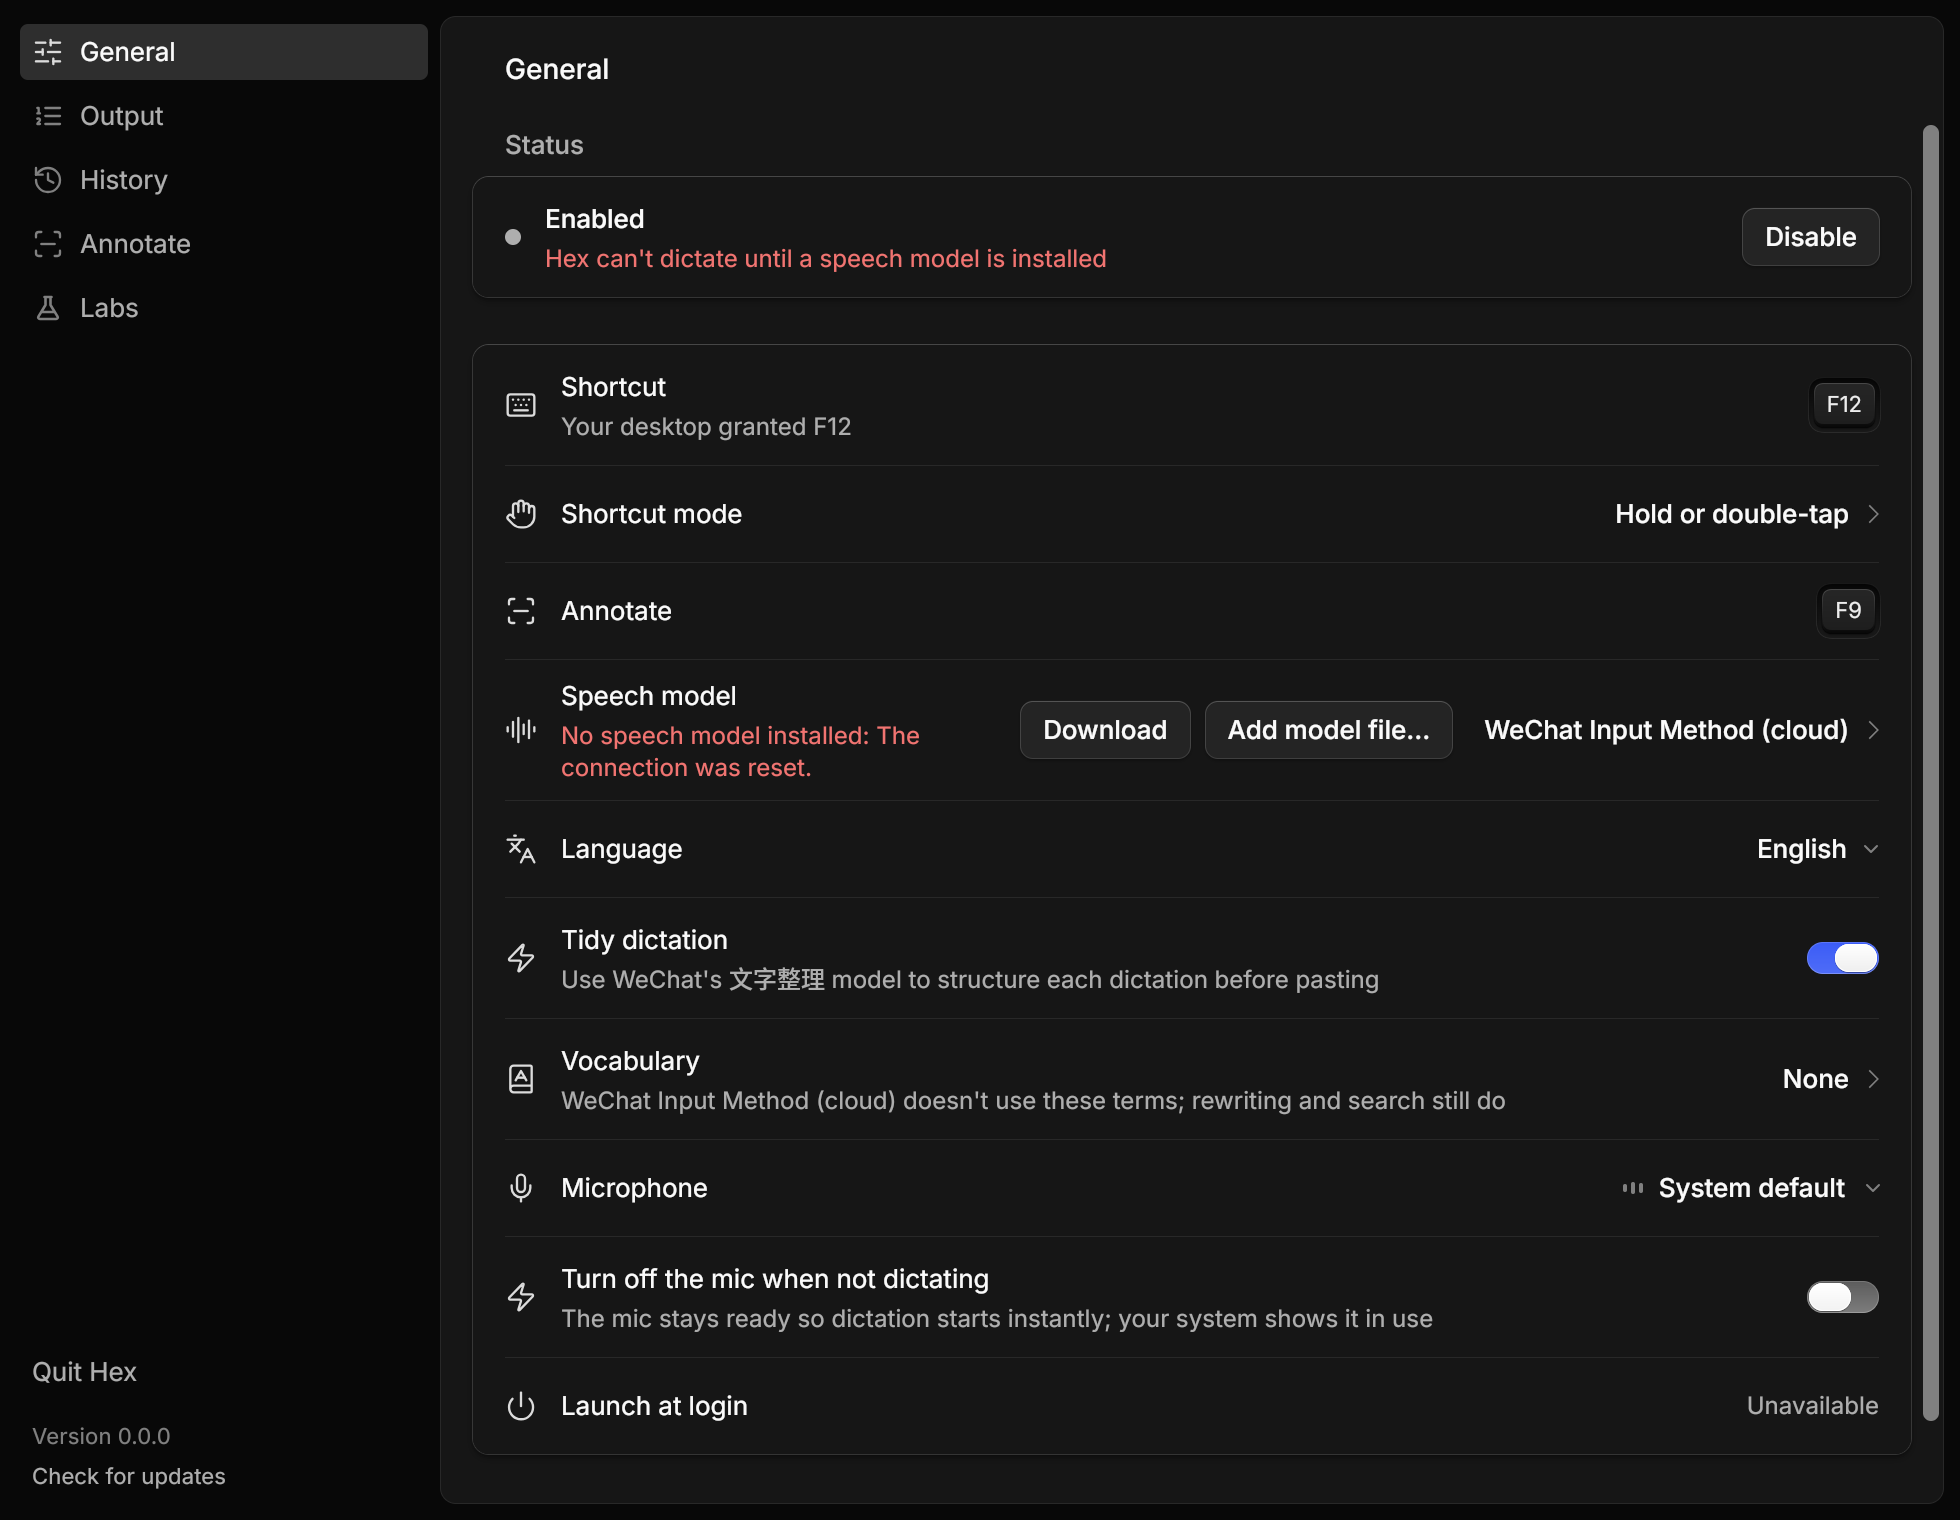 General
Output
History
Annotate
Labs
Quit Hex
Version 0.0.0
Check for updates
General
Status
Enabled
Hex can't dictate until a speech model is installed
Disable
Shortcut
Your desktop granted F12
F12
Shortcut mode
Hold or double-tap
Annotate
F9
Speech model
No speech model installed: The
connection was reset.
Download
Add model file...
WeChat Input Method (cloud)
Language
English
Tidy dictation
Use WeChat's 文字整理 model to structure each dictation before pasting
Vocabulary
WeChat Input Method (cloud) doesn't use these terms; rewriting and search still do
None
Microphone
System default
Turn off the mic when not dictating
The mic stays ready so dictation starts instantly; your system shows it in use
Launch at login
Unavailable